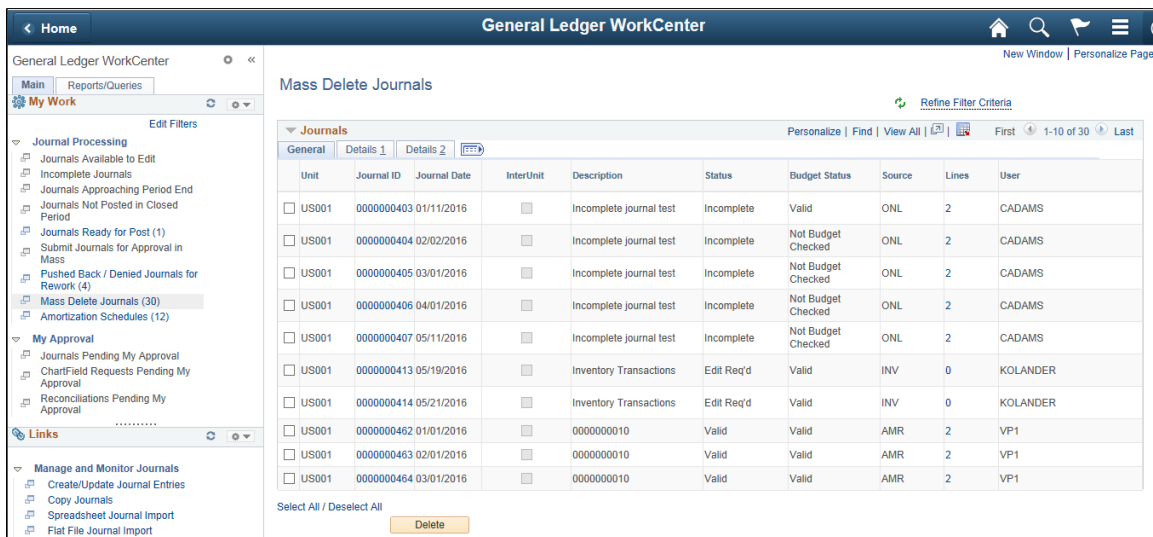 Home
General Ledger WorkCenter
New Window | Personalize Page
General Ledger WorkCenter
«
Main Reports/Queries
My Work
Edit Filters
Journal Processing
Journals Available to Edit
Incomplete Journals
Journals Approaching Period End
Journals Not Posted in Closed
Period
Journals Ready for Post (1)
Submit Journals for Approval in
Mass
Pushed Back / Denied Journals for
Rework (4)
Mass Delete Journals (30)
Amortization Schedules (12)
My Approval
Journals Pending My Approval
ChartField Requests Pending My
Approval
Reconciliations Pending My
Approval
Links
Manage and Monitor Journals
Create/Update Journal Entries
Copy Journals
Spreadsheet Journal Import
Flat File Journal Import
Mass Delete Journals
Refine Filter Criteria
Journals
Personalize | Find | View All | First 1-10 of 30 Last
General Details 1 Details 2
Unit Journal ID Journal Date InterUnit Description Status Budget Status Source Lines User
US001 0000000403 01/11/2016 Incomplete journal test Incomplete Valid ONL 2 CADAMS
US001 0000000404 02/02/2016 Incomplete journal test Incomplete Not Budget Checked ONL 2 CADAMS
US001 0000000405 03/01/2016 Incomplete journal test Incomplete Not Budget Checked ONL 2 CADAMS
US001 0000000406 04/01/2016 Incomplete journal test Incomplete Not Budget Checked ONL 2 CADAMS
US001 0000000407 05/11/2016 Incomplete journal test Incomplete Not Budget Checked ONL 2 CADAMS
US001 0000000413 05/19/2016 Inventory Transactions Edit Req'd Valid INV 0 KOLANDER
US001 0000000414 05/21/2016 Inventory Transactions Edit Req'd Valid INV 0 KOLANDER
US001 0000000462 01/01/2016 0000000010 Valid Valid AMR 2 VP1
US001 0000000463 02/01/2016 0000000010 Valid Valid AMR 2 VP1
US001 0000000464 03/01/2016 0000000010 Valid Valid AMR 2 VP1
Select All / Deselect All
Delete